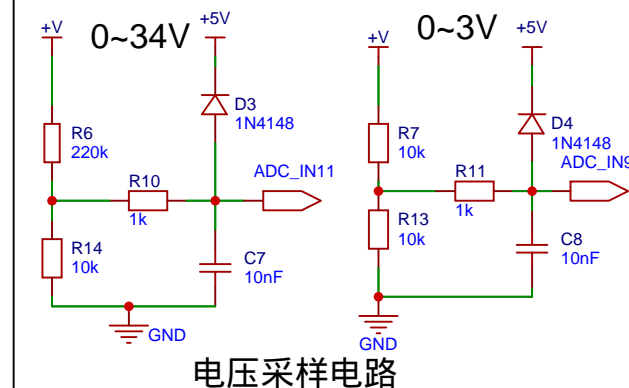 0~34V
+V
+5V
D3
1N4148
R6
220k
R10
1k
ADC_IN11
R14
10k
C7
10nF
GND
0~3V
+V
+5V
D4
1N4148
R7
10k
R11
1k
ADC_IN9
R13
10k
C8
10nF
GND
电压采样电路